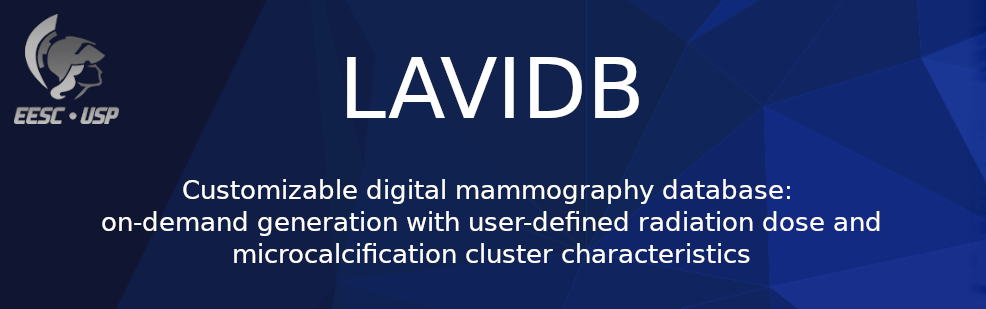 EESC • USP
LAVIDB
Customizable digital mammography database:
on-demand generation with user-defined radiation dose and
microcalcification cluster characteristics